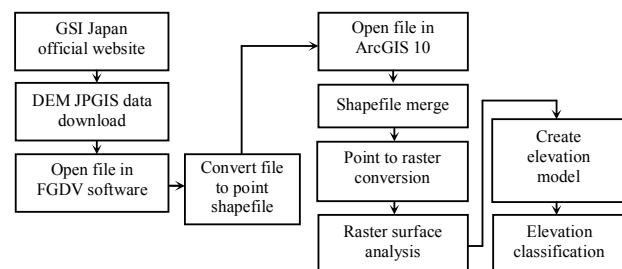 GSI Japan
official website
DEM JPGIS data
download
Open file in
FGDV software
Convert file
to point
shapefile
Open file in
ArcGIS 10
Shapefile merge
Point to raster
conversion
Raster surface
analysis
Create
elevation
model
Elevation
classification